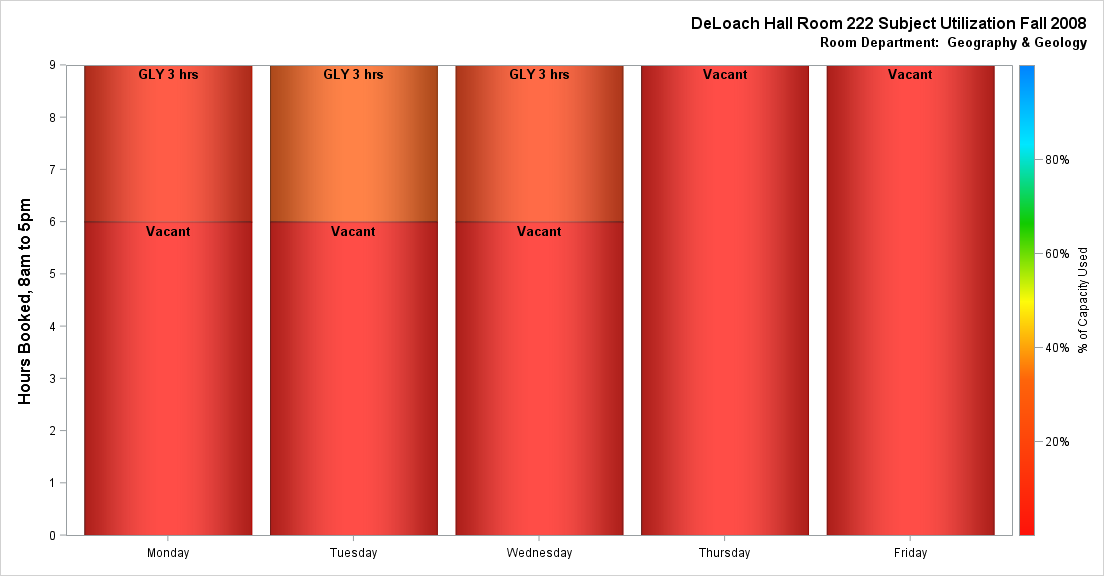 DeLoach Hall Room 222 Subject Utilization Fall 2008
Room Department: Geography & Geology
Hours Booked, 8am to 5pm
9
8
7
6
5
4
3
2
1
0
GLY 3 hrs
GLY 3 hrs
GLY 3 hrs
Vacant
Vacant
Vacant
Vacant
Vacant
Monday
Tuesday
Wednesday
Thursday
Friday
80%
60%
40%
20%
% of Capacity Used